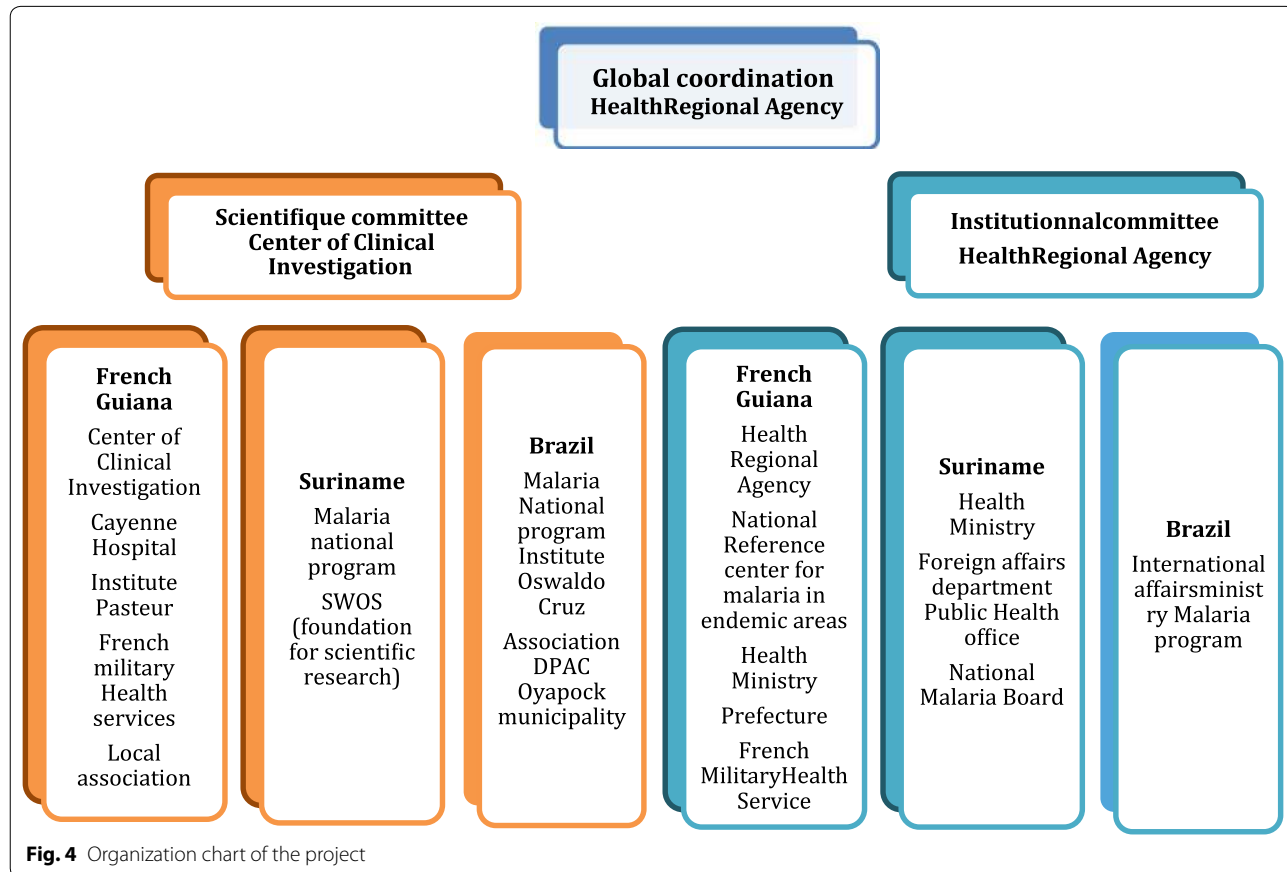 Global coordination
HealthRegional Agency
Scientifique committee
Center of Clinical
Investigation
Institutionnalcommittee
HealthRegional Agency
French
Guiana
Center of
Clinical
Investigation
Cayenne
Hospital
Institute
Pasteur
French
military
Health
services
Local
association
Suriname
Malaria
national
program
SWOS
(foundation
for scientific
research)
Brazil
Malaria
National
program
Institute
Oswaldo
Cruz
Association
DPAC
Oyapock
municipality
French
Guiana
Health
Regional
Agency
National
Reference
center for
malaria in
endemic areas
Health
Ministry
Prefecture
French
MilitaryHealth
Service
Suriname
Health
Ministry
Foreign affairs
department
Public Health
office
National
Malaria Board
Brazil
International
affairsminist
ry Malaria
program
Fig. 4 Organization chart of the project